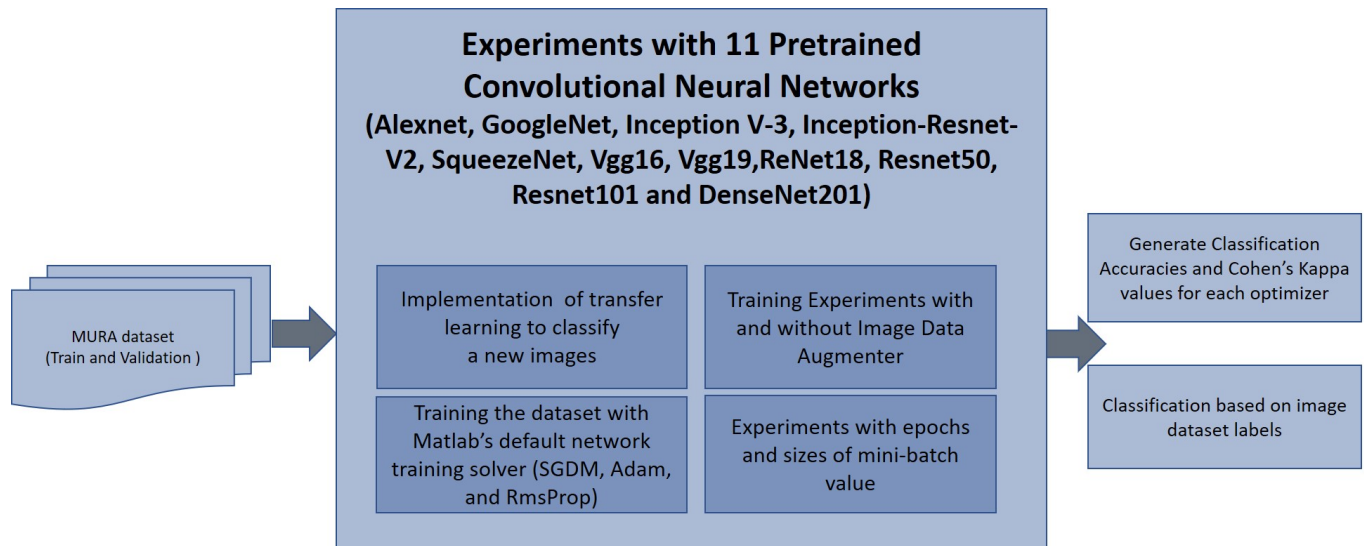 Experiments with 11 Pretrained
Convolutional Neural Networks
(Alexnet, GoogleNet, Inception V-3, Inception-Resnet-
V2, SqueezeNet, Vgg16, Vgg19,ReNet18, Resnet50,
Resnet101 and DenseNet201)
MURA dataset
(Train and Validation )
Implementation of transfer
learning to classify
a new images
Training Experiments with
and without Image Data
Augmenter
Training the dataset with
Matlab's default network
training solver (SGDM, Adam,
and RmsProp)
Experiments with epochs
and sizes of mini-batch
value
Generate Classification
Accuracies and Cohen's Kappa
values for each optimizer
Classification based on image
dataset labels